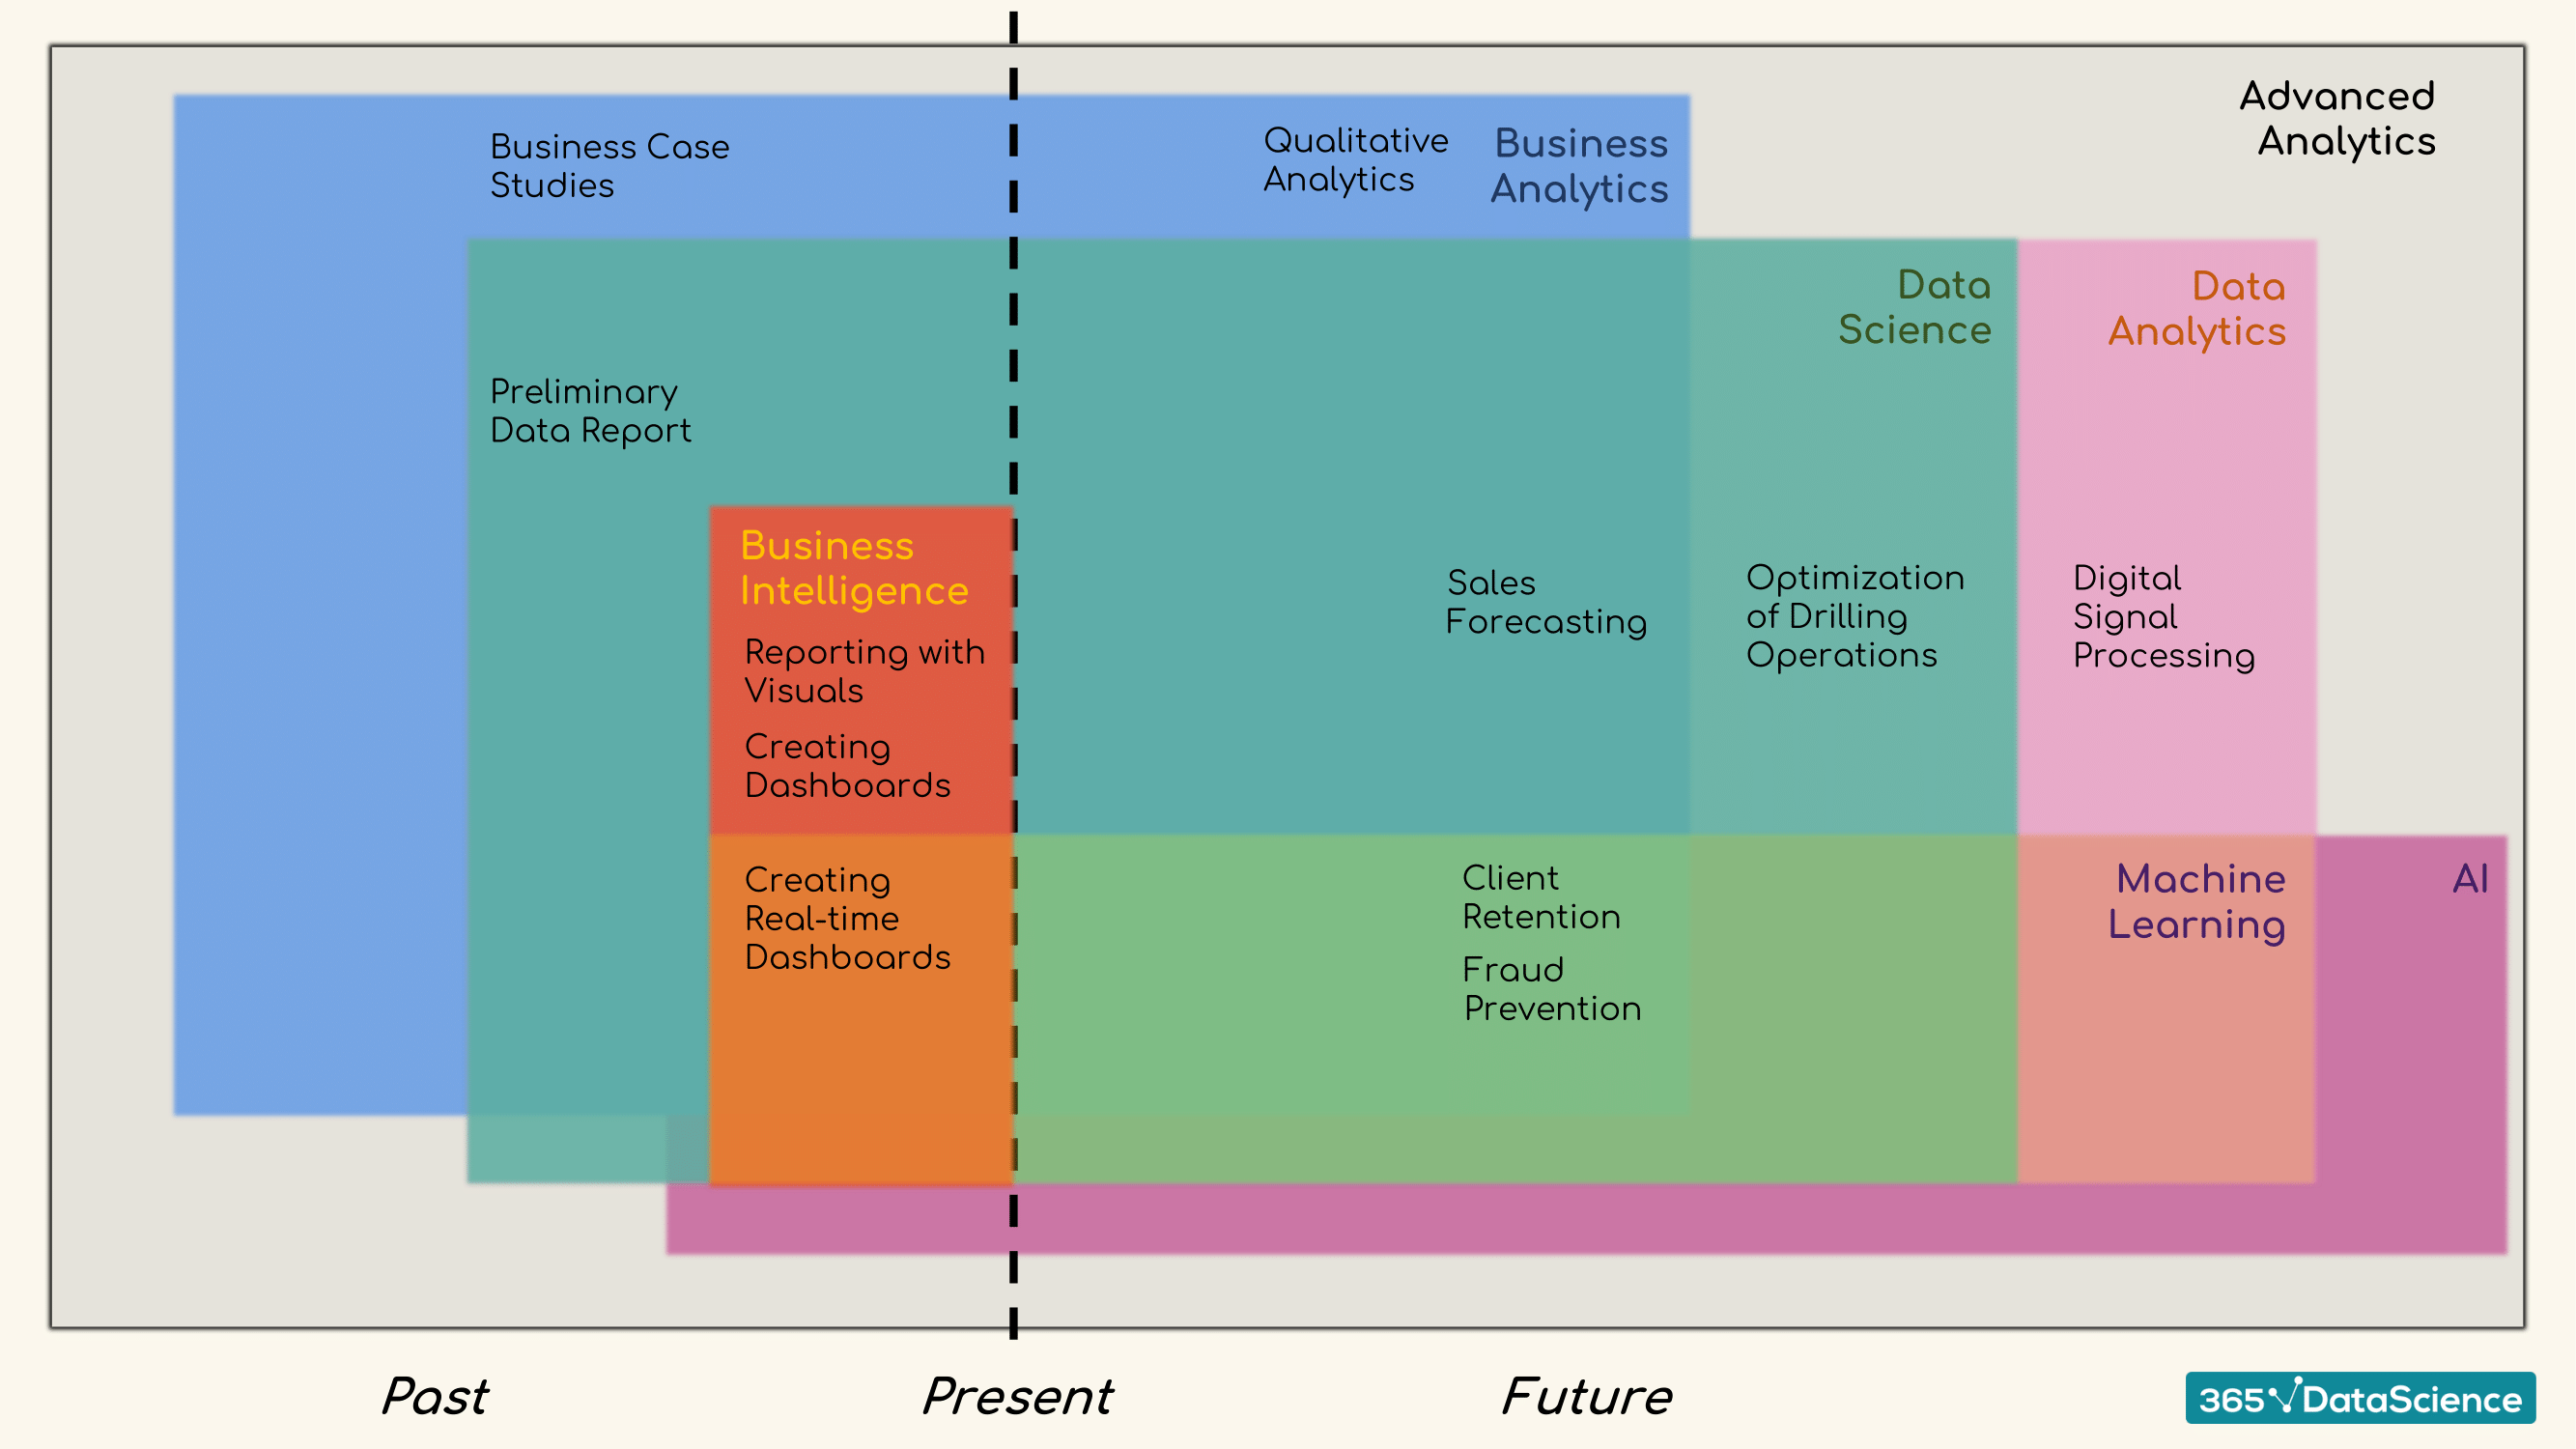 Advanced
Analytics
Business Case
Studies
Qualitative
Analytics
Business
Analytics
Data
Science
Data
Analytics
Preliminary
Data Report
Business
Intelligence
Reporting with
Visuals
Creating
Dashboards
Sales
Forecasting
Optimization
of Drilling
Operations
Digital
Signal
Processing
Creating
Real-time
Dashboards
Client
Retention
Fraud
Prevention
Machine
Learning
AI
Past
Present
Future
365 DataScience